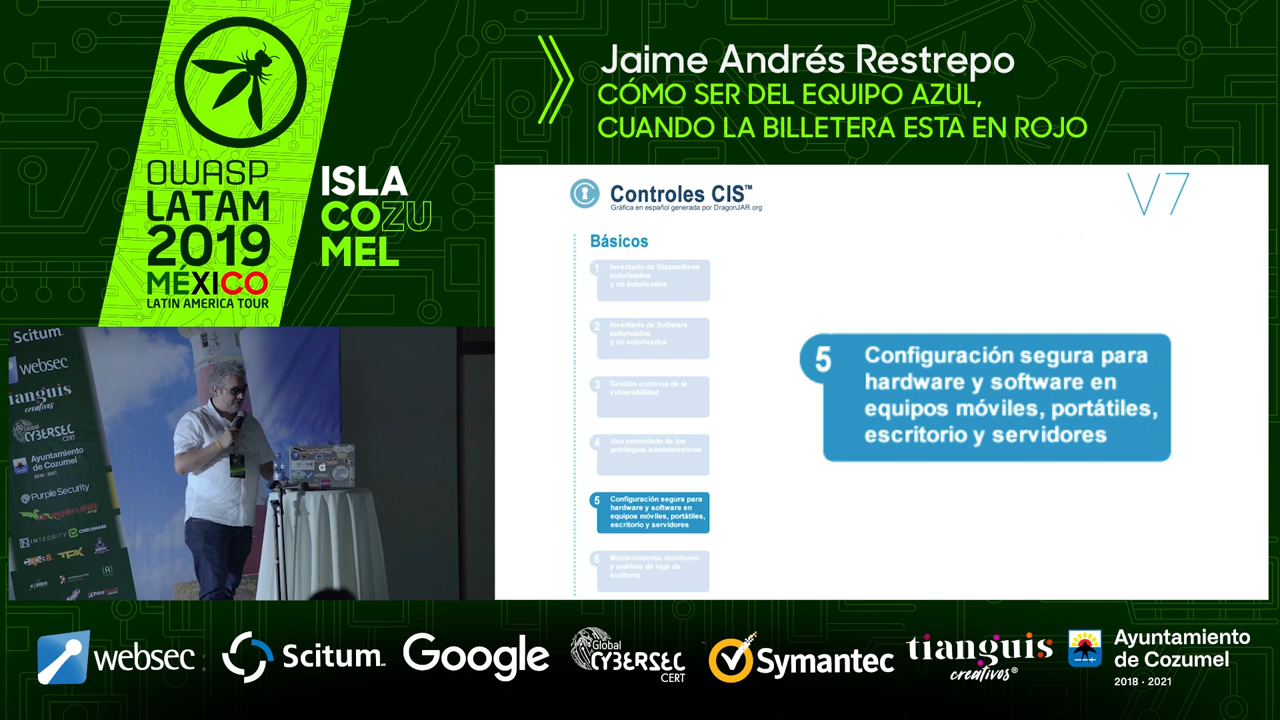 Jaime Andrés Restrepo
CÓMO SER DEL EQUIPO AZUL,
CUANDO LA BILLETERA ESTA EN ROJO
OWASP
LATAM
2019
MÉXICO
LATIN AMERICA TOUR
ISLA
COZU
MEL
Controles CIS™
Gráfica en español generada por DragonJAR.org
V7
Básicos
1 Inventario de Dispositivos
autorizados
y no autorizados
2 Inventario de Software
autorizados
y no autorizados
3 Gestión continua de la
vulnerabilidad
4 Uso controlado de los
privilegios administrativos
5 Configuración segura para
hardware y software en
equipos móviles, portátiles,
escritorio y servidores
6 Mantenimiento, monitoreo
y análisis de logs de
auditoria
5 Configuración segura para
hardware y software en
equipos móviles, portátiles,
escritorio y servidores
Scitum
websec
tianguis
creativos
Global
CYBERSEC
CERT
Ayuntamiento
de Cozumel
2018 - 2021
Purple Security
INTEGRITY
CHECKMARX
TPX
websec
Scitum
Google
Global
CYBERSEC
CERT
Symantec
tianguis
creativos®
Ayuntamiento
de Cozumel
2018 - 2021